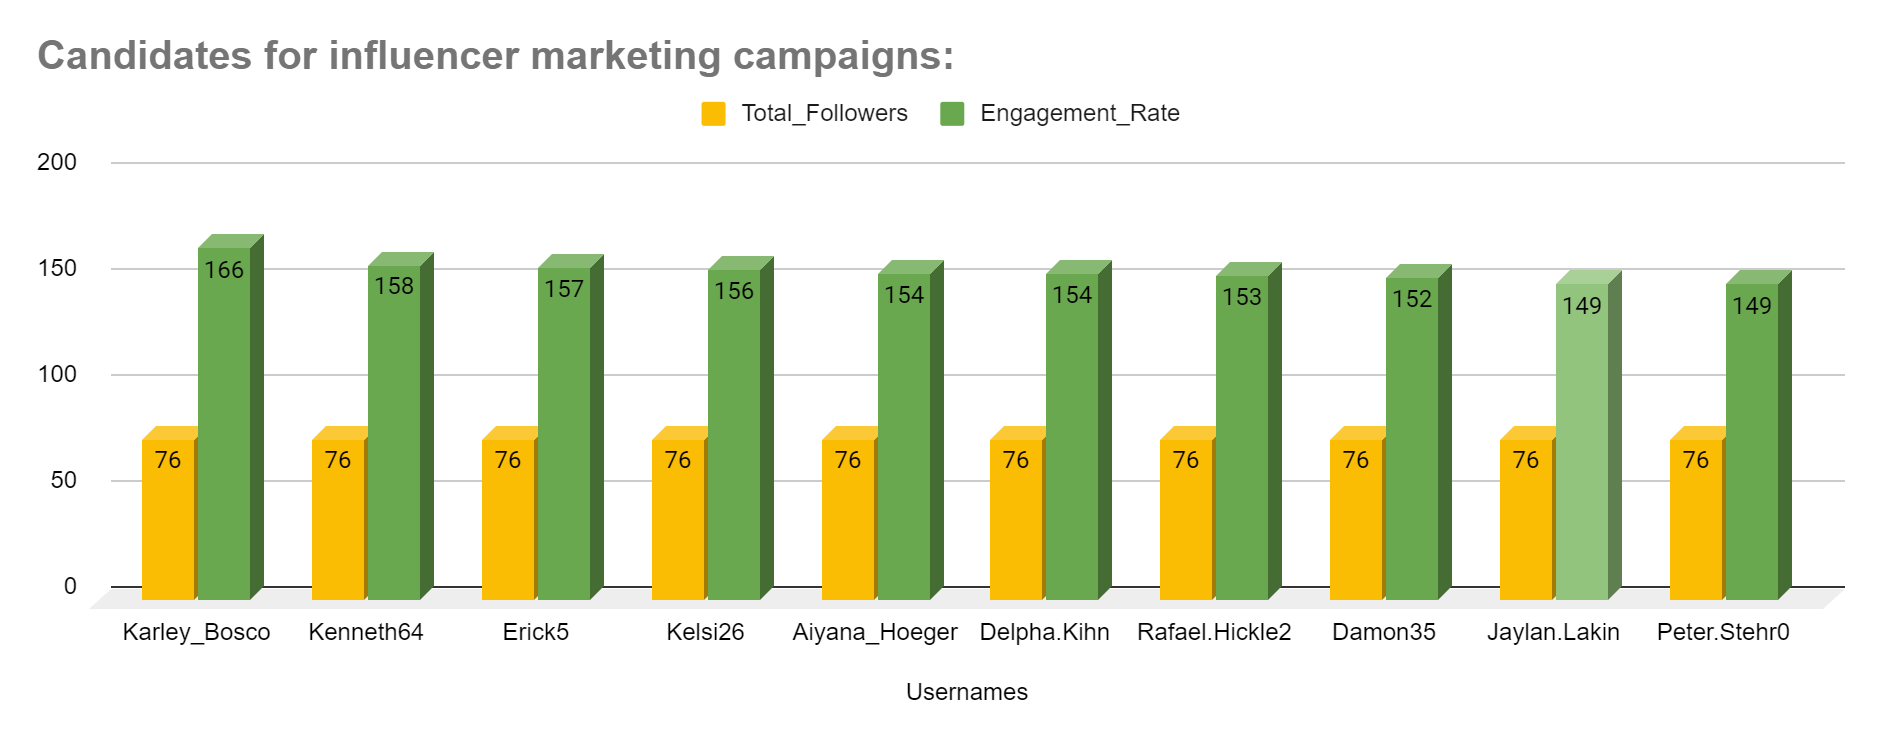 Candidates for influencer marketing campaigns:
Total_Followers Engagement_Rate
200
150
100
50
0
166 158 157 156 154 154 153 152 149 149
76 76 76 76 76 76 76 76 76 76
Karley_Bosco Kenneth64 Erick5 Kelsi26 Aiyana_Hoeger Delpha.Kihn Rafael.Hickle2 Damon35 Jaylan.Lakin Peter.Stehr0
Usernames